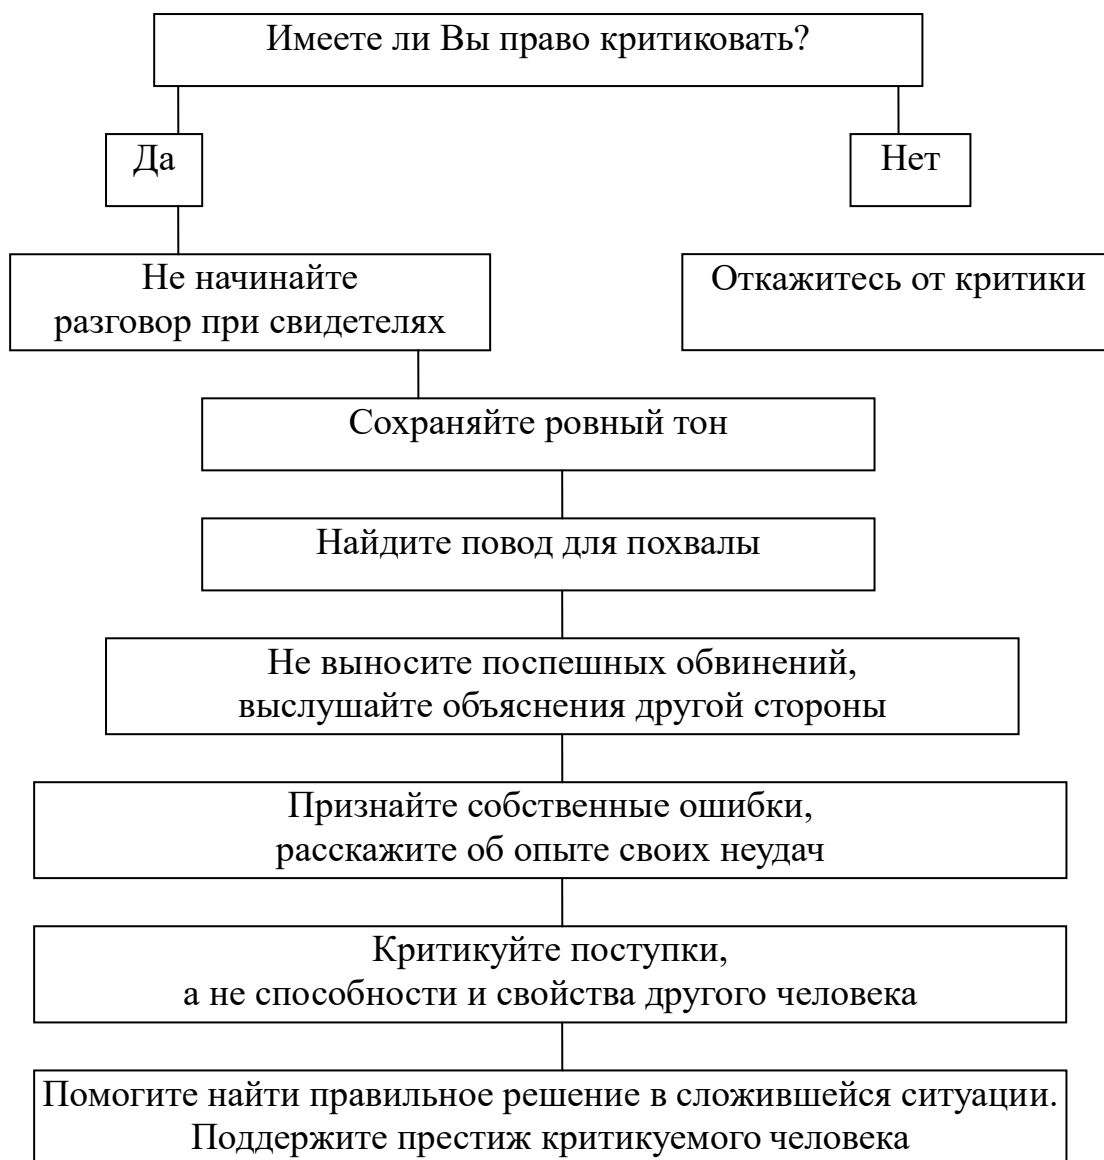 Имеете ли Вы право критиковать?
Да
Нет
Не начинайте
разговор при свидетелях
Откажитесь от критики
Сохраняйте ровный тон
Найдите повод для похвалы
Не выносите поспешных обвинений,
выслушайте объяснения другой стороны
Признайте собственные ошибки,
расскажите об опыте своих неудач
Критикуйте поступки,
а не способности и свойства другого человека
Помогите найти правильное решение в сложившейся ситуации.
Поддержите престиж критикуемого человека